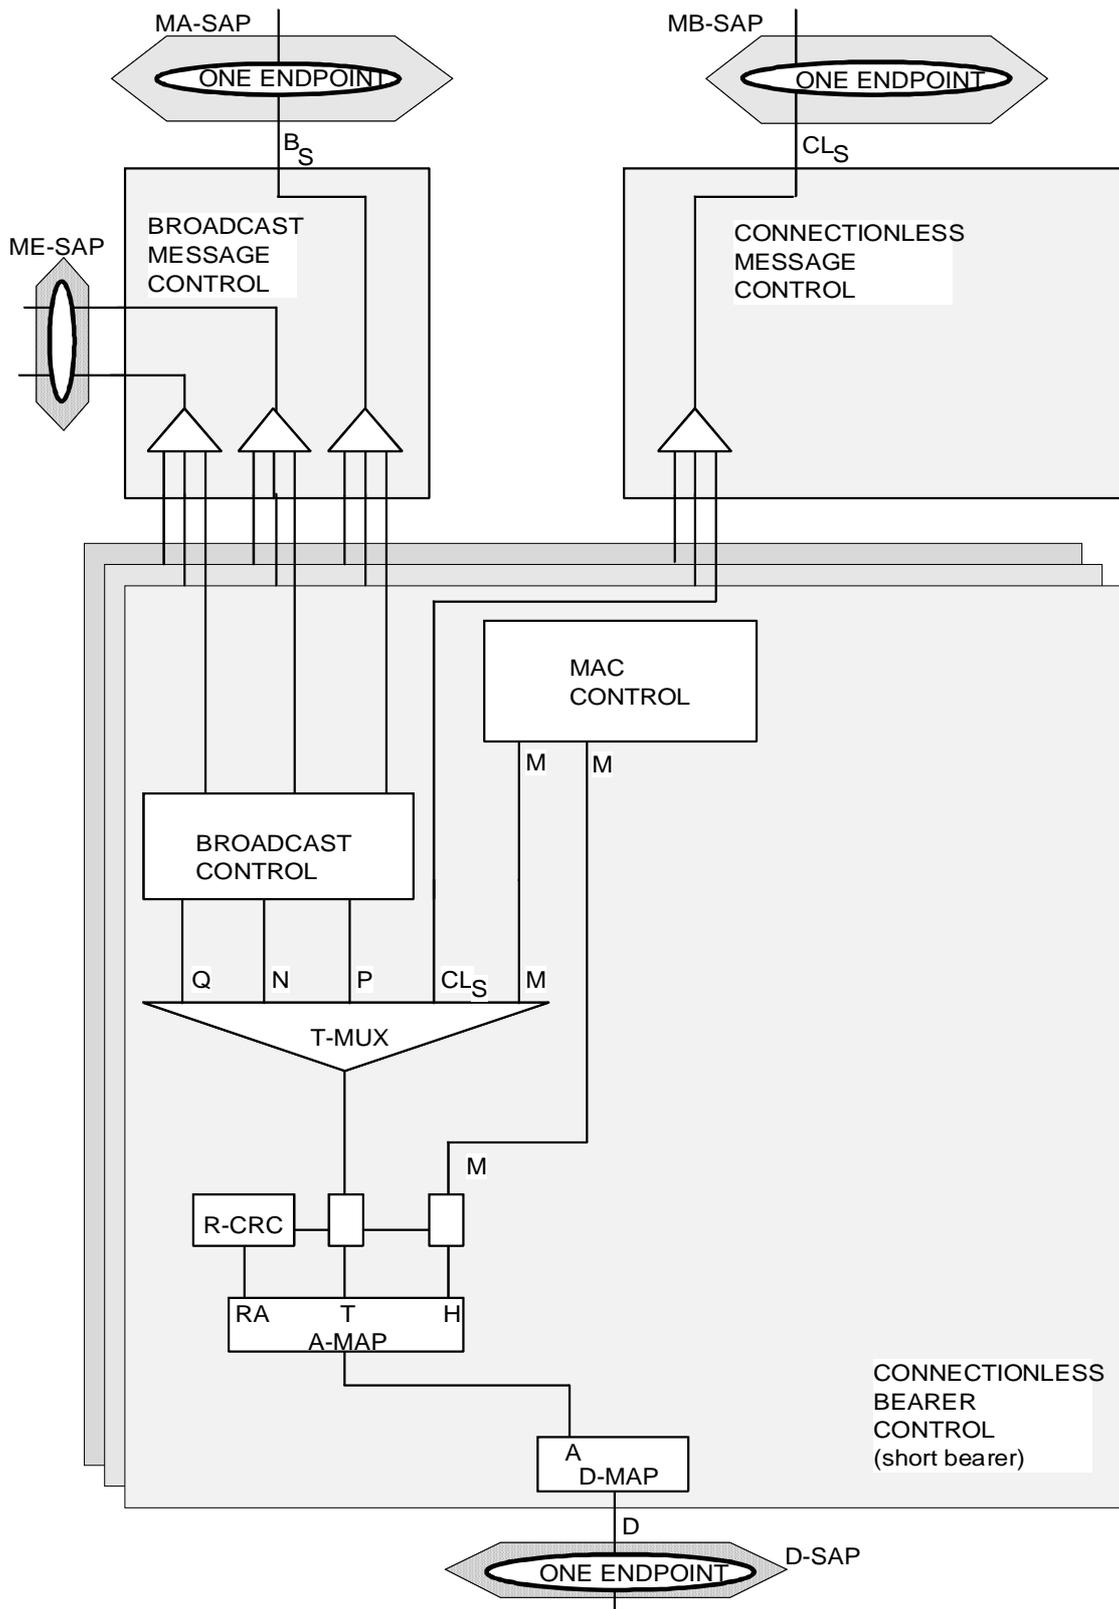 MA-SAP
MB-SAP
ONE ENDPOINT
ONE ENDPOINT
BS
CLS
ME-SAP
BROADCAST
MESSAGE
CONTROL
CONNECTIONLESS
MESSAGE
CONTROL
MAC
CONTROL
M
M
BROADCAST
CONTROL
Q
N
P
CLS
M
T-MUX
M
R-CRC
RA
T
H
A-MAP
CONNECTIONLESS
BEARER
CONTROL
(short bearer)
A
D-MAP
D
D-SAP
ONE ENDPOINT